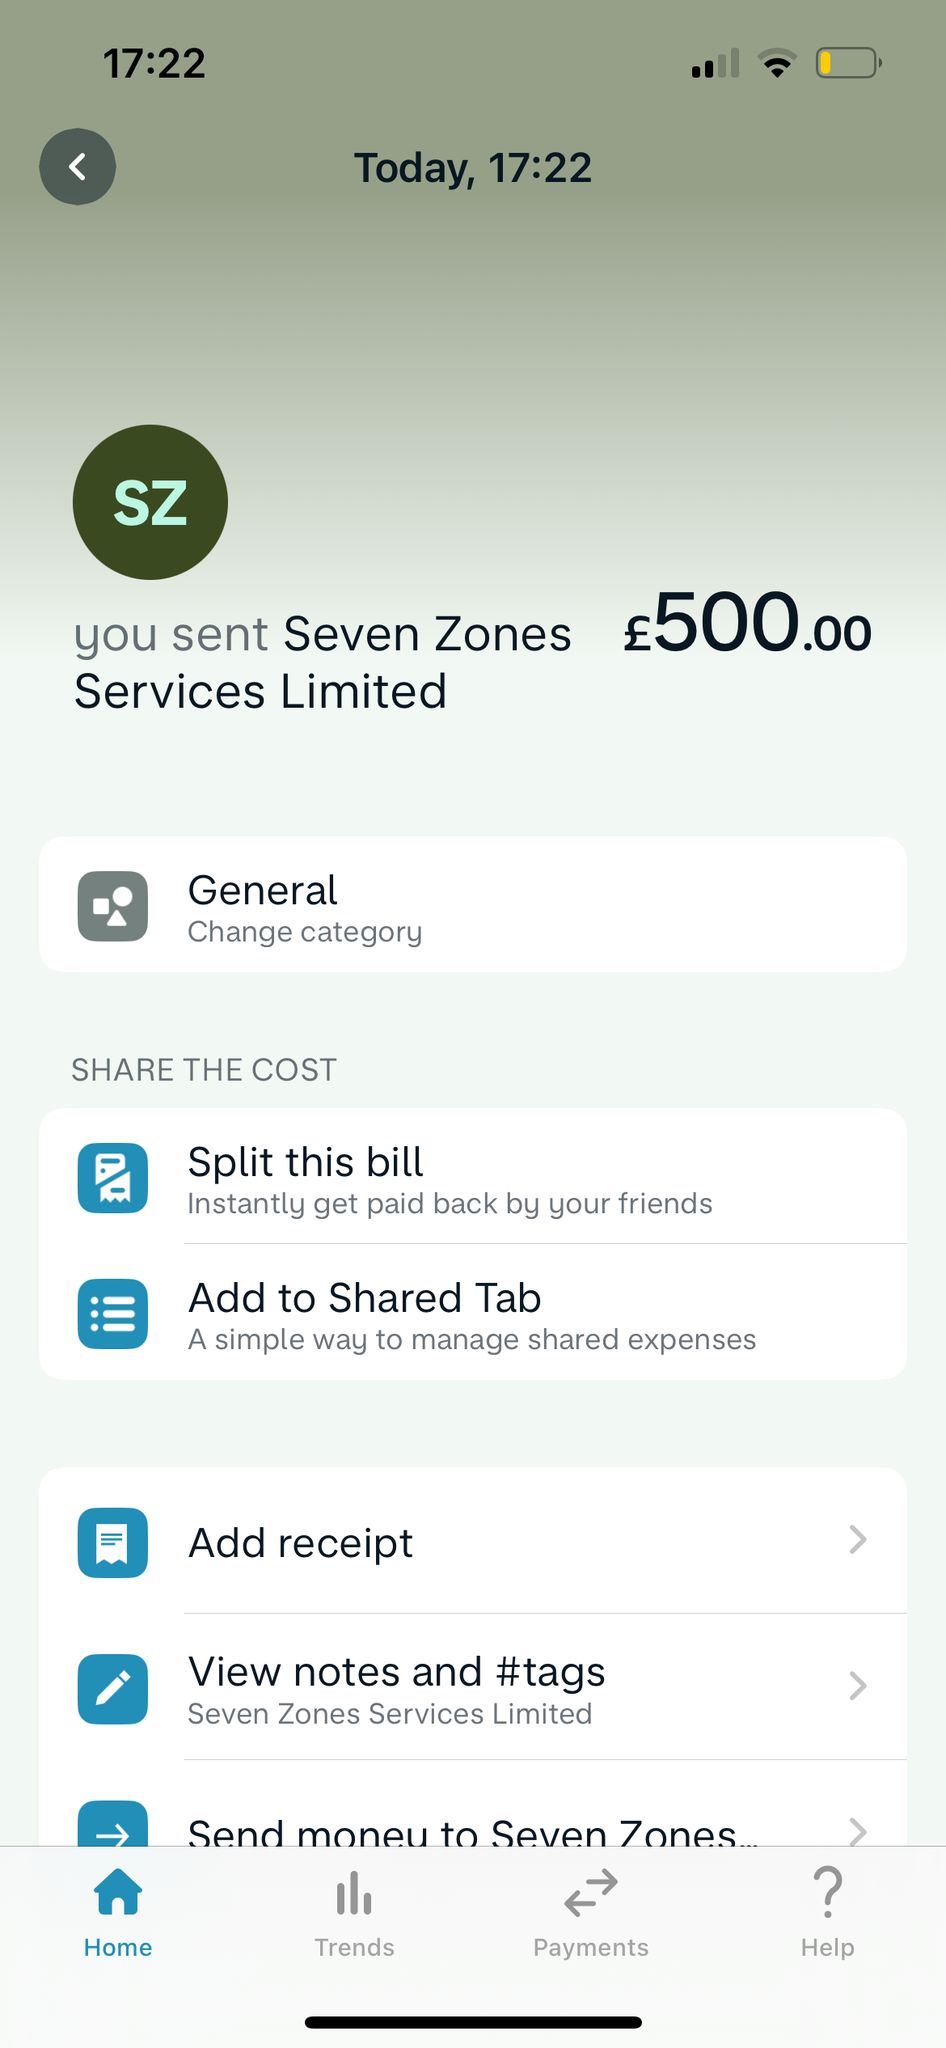 17:22
Today, 17:22
SZ
you sent Seven Zones £500.00
Services Limited
General
Change category
SHARE THE COST
Split this bill
Instantly get paid back by your friends
Add to Shared Tab
A simple way to manage shared expenses
Add receipt
View notes and #tags
Seven Zones Services Limited
Send money to Seven Zones...
Home
Trends
Payments
Help